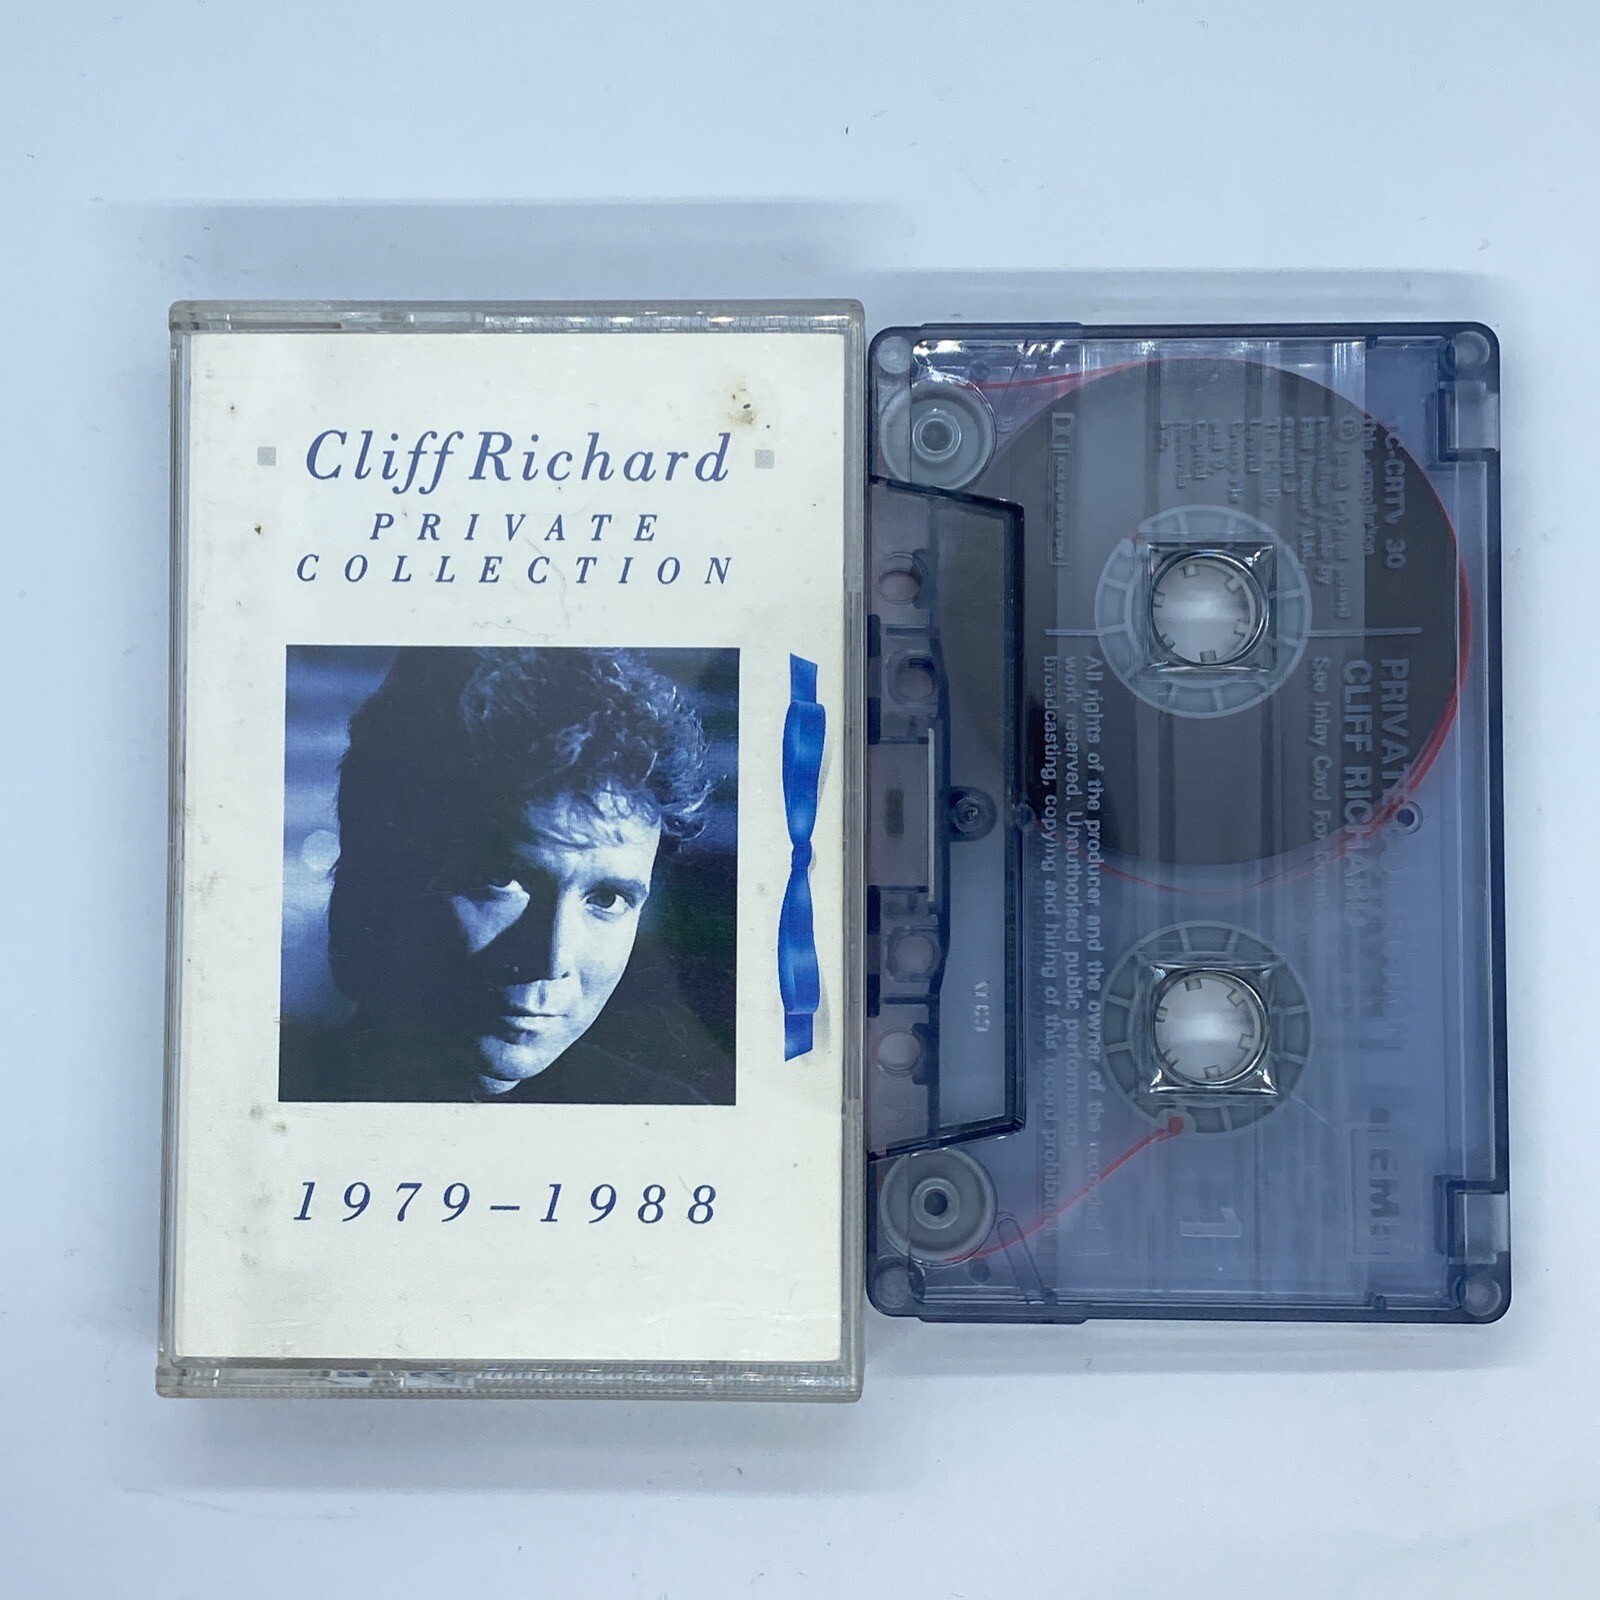 Cliff Richard
PRIVATE
COLLECTION
1979-1988
TC-CRTV 30
PRIVATE COLLECTION
CLIFF RICHARD
See Inlay Card For
All rights of the producer and the owner of the recorded
work reserved. Unauthorised public performance
broadcasting, copying and hiring of this record prohibited
EMI
1